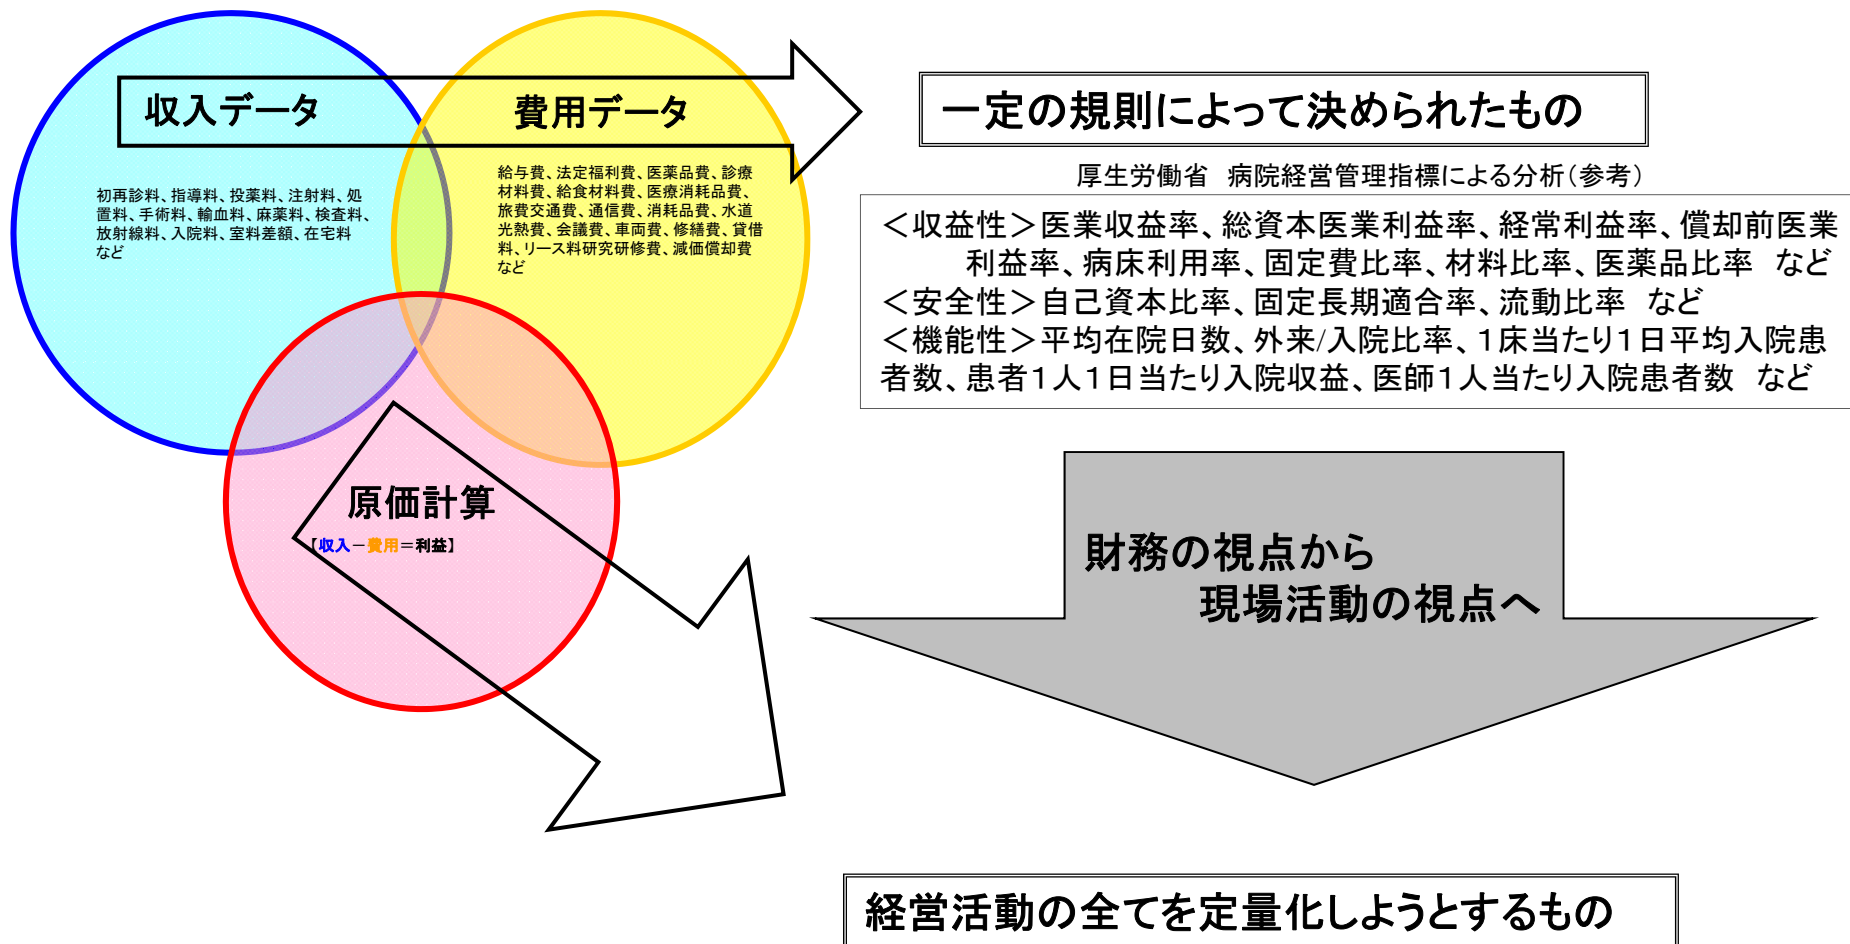 収入データ
初再診料、指導料、投薬料、注射料、処
置料、手術料、輸血料、麻薬料、検査料、
放射線料、入院料、室料差額、在宅料
など
費用データ
給与費、法定福利費、医薬品費、診療
材料費、給食材料費、医療消耗品費、
旅費交通費、通信費、消耗品費、水道
光熱費、会議費、車両費、修繕費、賃借
料、リース料研究研修費、減価償却費
など
原価計算
【収入－費用＝利益】
一定の規則によって決められたもの
厚生労働省　病院経営管理指標による分析（参考）
＜収益性＞医業収益率、総資本医業利益率、経常利益率、償却前医業
利益率、病床利用率、固定費比率、材料比率、医薬品比率　など
＜安全性＞自己資本比率、固定長期適合率、流動比率　など
＜機能性＞平均在院日数、外来/入院比率、１床当たり１日平均入院患
者数、患者１人１日当たり入院収益、医師１人当たり入院患者数　など
財務の視点から
現場活動の視点へ
経営活動の全てを定量化しようとするもの